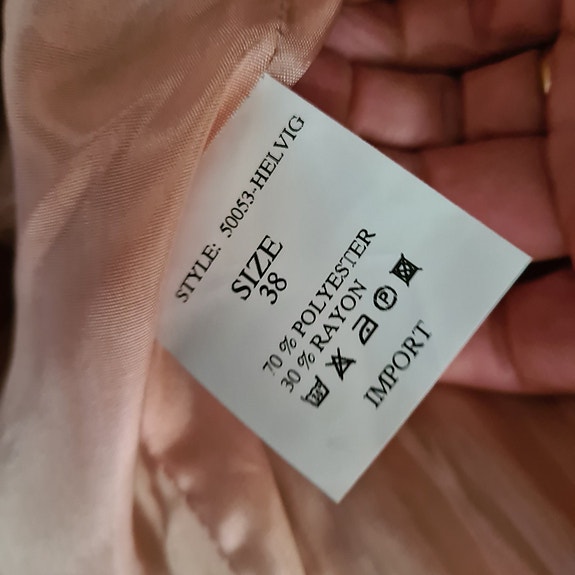 STYLE: 50053-HELVIG
SIZE
38
70 % POLYESTER
30 % RAYON
P
IMPORT